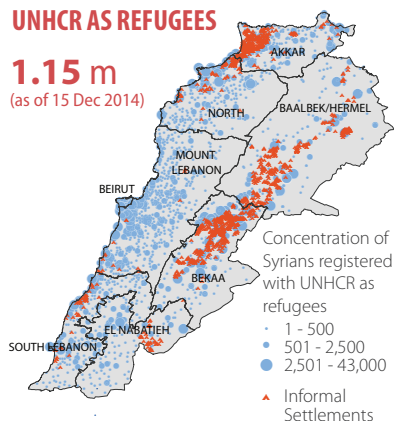 UNHCR AS REFUGEES
1.15 m
(as of 15 Dec 2014)
AKKAR
NORTH
BAALBEK/HERMEL
MOUNT
LEBANON
BEIRUT
BEKAA
EL NABATIEH
SOUTH LEBANON
Concentration of
Syrians registered
with UNHCR as
refugees
1 - 500
501 - 2,500
2,501 - 43,000
Informal
Settlements